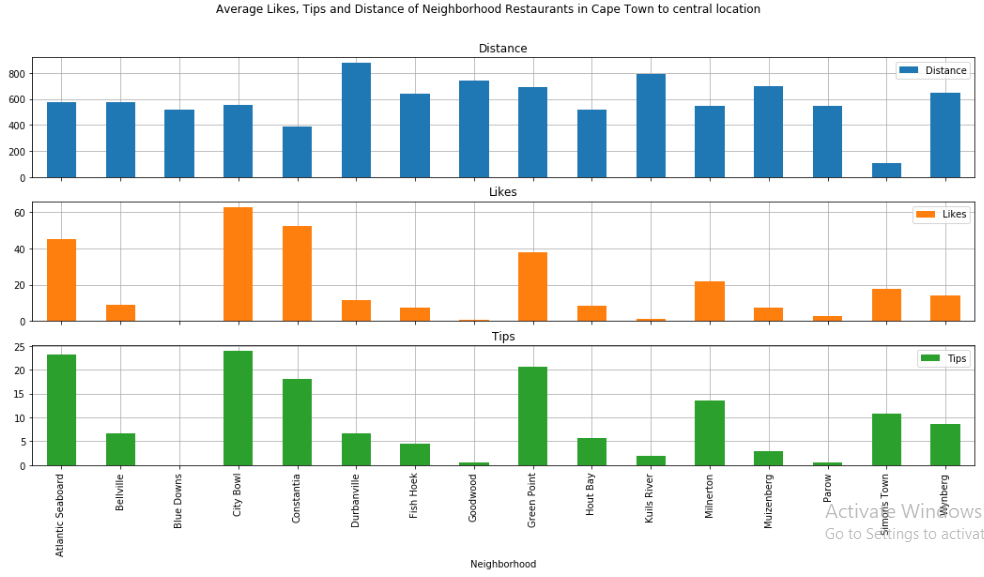 Average Likes, Tips and Distance of Neighborhood Restaurants in Cape Town to central location
Distance
800
600
400
200
0
Distance
Likes
60
40
20
0
Likes
Tips
25
20
15
10
5
0
Tips
Atlantic Seaboard
Bellville
Blue Downs
City Bowl
Constantia
Durbanville
Fish Hoek
Goodwood
Green Point
Hout Bay
Kuils River
Milnerton
Muizenberg
Parow
Simons Town
Wynberg
Neighborhood
Activate Windows
Go to Settings to activat